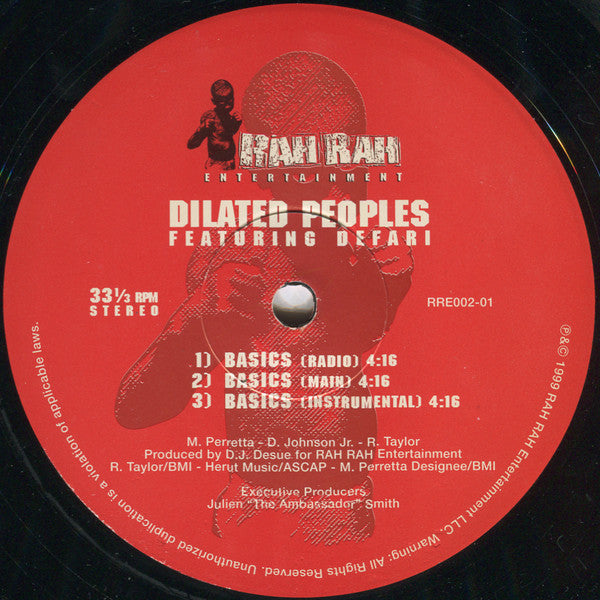 RAH RAH
ENTERTAINMENT
DILATED PEOPLES
FEATURING DEFARI
33⅓ RPM
STEREO
RRE002-01
1) BASICS (RADIO) 4:16
2) BASICS (MAIN) 4:16
3) BASICS (INSTRUMENTAL) 4:16
M. Perretta - D. Johnson Jr. - R. Taylor
Produced by D.J. Desue for RAH RAH Entertainment
R. Taylor/BMI - Herut Music/ASCAP - M. Perretta Designee/BMI
Executive Producers
Julien "The Ambassador" Smith
℗&© 1999 RAH RAH Entertainment LLC. Warning: All Rights Reserved. Unauthorized duplication is a violation of applicable laws.